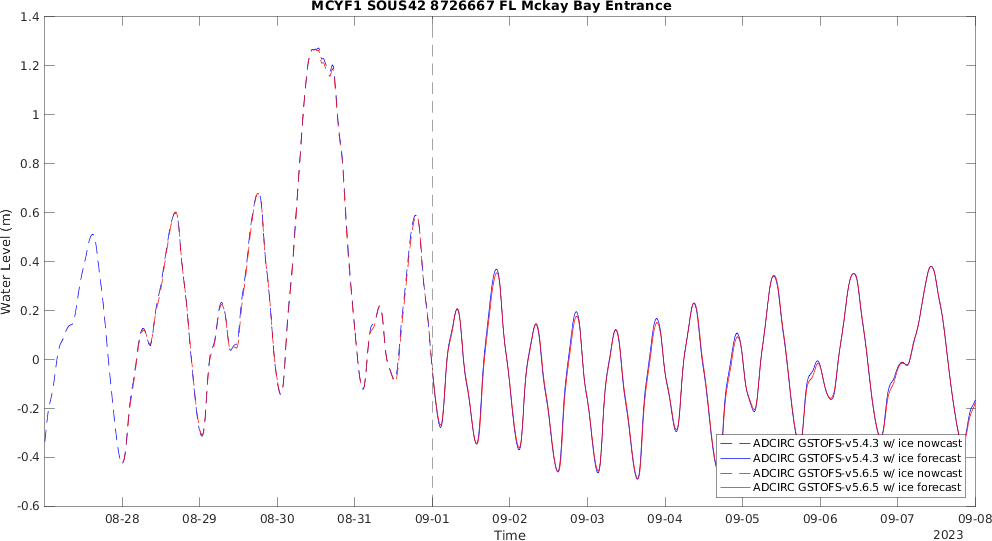 MCYF1 SOUS42 8726667 FL Mckay Bay Entrance
1.4
1.2
1
0.8
0.6
0.4
0.2
0
-0.2
-0.4
-0.6
Water Level (m)
ADCIRC GSTOFS-v5.4.3 w/ ice nowcast
ADCIRC GSTOFS-v5.4.3 w/ ice forecast
ADCIRC GSTOFS-v5.6.5 w/ ice nowcast
ADCIRC GSTOFS-v5.6.5 w/ ice forecast
08-28 08-29 08-30 08-31 09-01 09-02 09-03 09-04 09-05 09-06 09-07 09-08
Time
2023